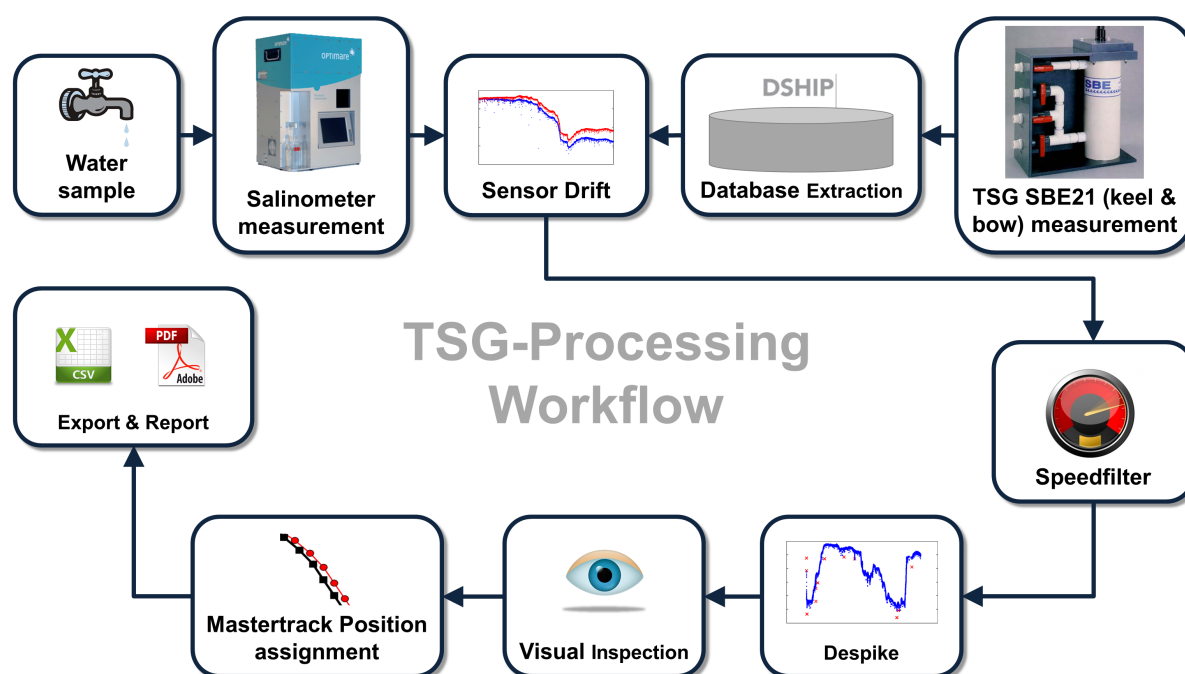 OPTIMARE
DSHIP
SBE
Water
sample
Salinometer
measurement
Sensor Drift
Database Extraction
TSG SBE21 (keel &
bow) measurement
TSG-Processing
Workflow
X
CSV
PDF
Adobe
Export & Report
Speedfilter
Mastertrack Position
assignment
Visual Inspection
Despike